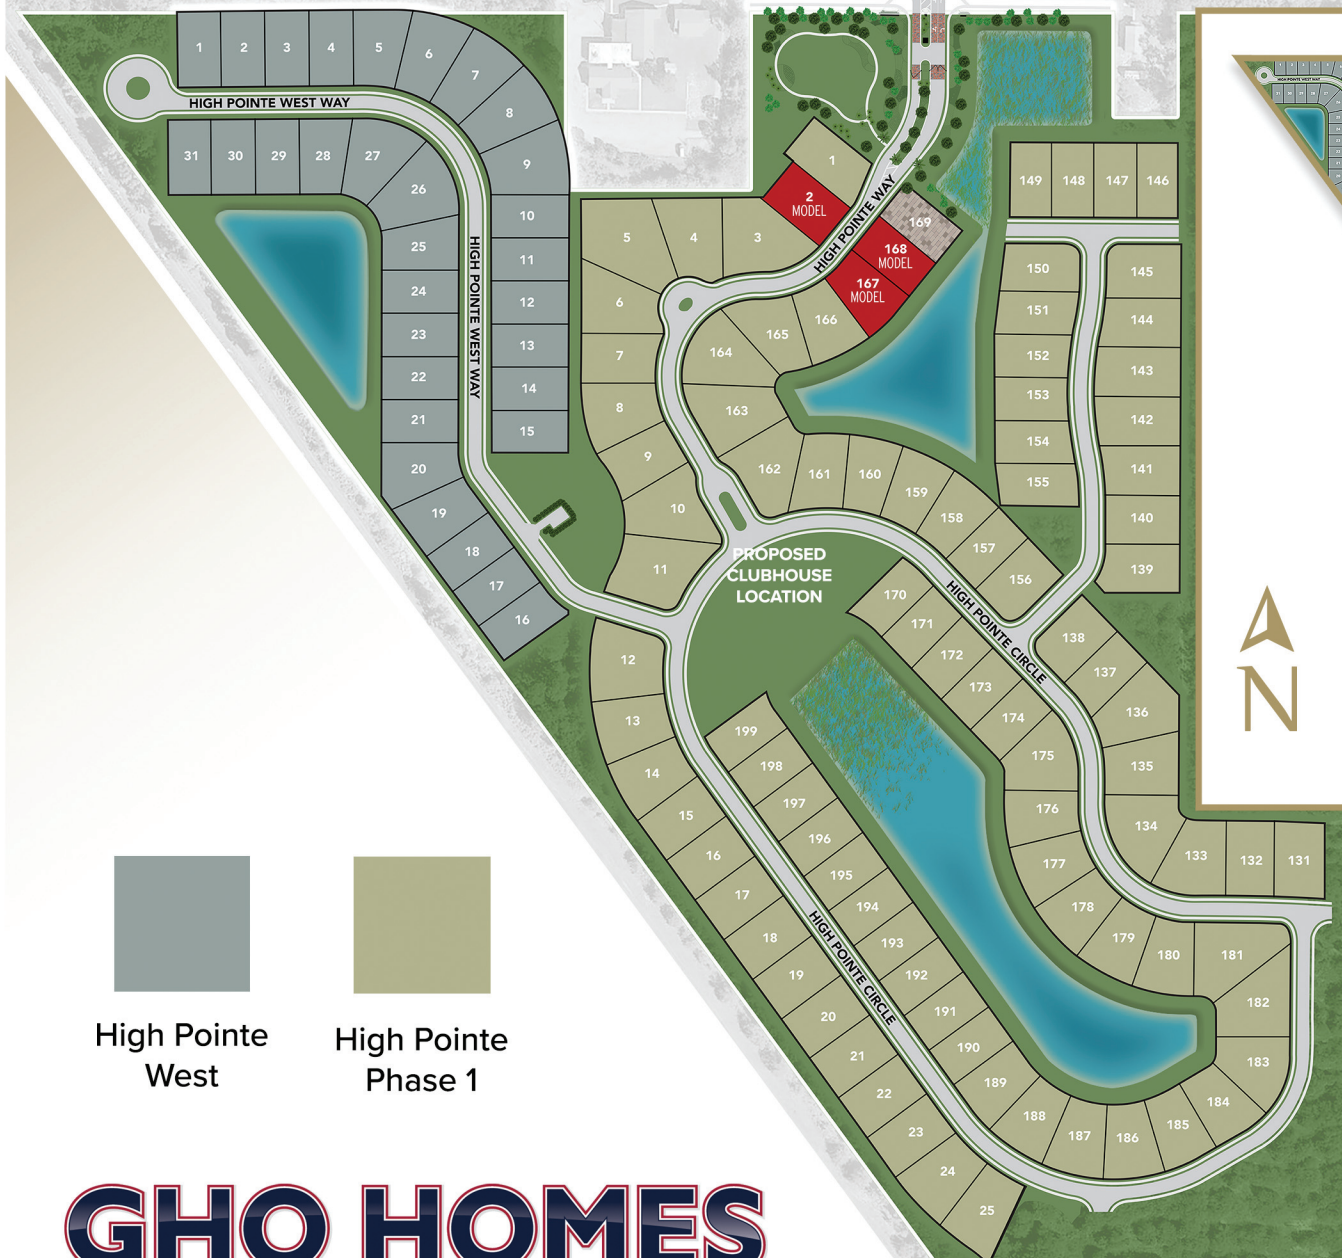 1 2 3 4 5 6 7 8 9 10 11 12 13 14 15
HIGH POINTE WEST WAY
31 30 29 28 27 26 25 24 23 22 21 20 19 18 17 16
HIGH POINTE WEST WAY
1
2
MODEL
3 4 5 6 7 8 9 10 11
HIGH POINTE WAY
169
168
MODEL
167
MODEL
166 165 164 163 162 161 160 159 158 157 156
149 148 147 146
150 151 152 153 154 155
145 144 143 142 141 140 139
PROPOSED
CLUBHOUSE
LOCATION
HIGH POINTE CIRCLE
170 171 172 173 174 175 176 177 178 179 180 181 182 183 184 185 186 187 188 189 190 191 192 193 194 195 196 197 198 199
138 137 136 135 134 133 132 131
12 13 14 15 16 17 18 19 20 21 22 23 24 25
HIGH POINTE CIRCLE
N
High Pointe
West
High Pointe
Phase 1
GHO HOMES